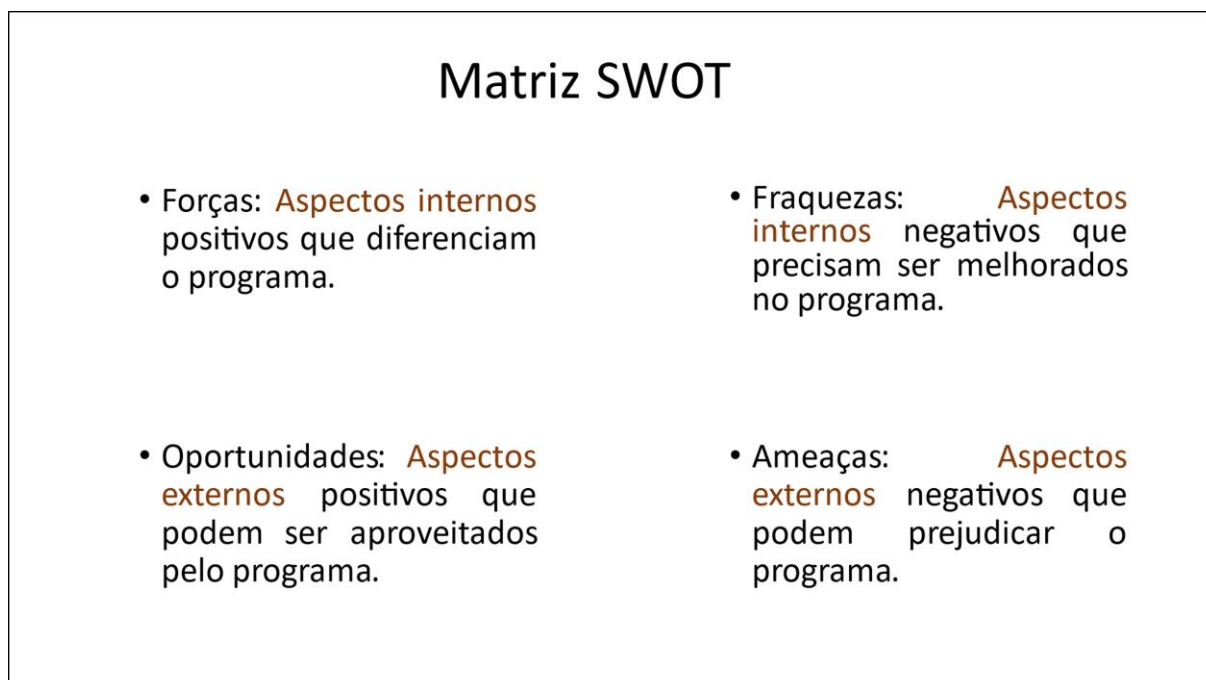 Matriz SWOT
• Forças: Aspectos internos
positivos que diferenciam
o programa.
• Fraquezas: Aspectos
internos negativos que
precisam ser melhorados
no programa.
• Oportunidades: Aspectos
externos positivos que
podem ser aproveitados
pelo programa.
• Ameaças: Aspectos
externos negativos que
podem prejudicar o
programa.